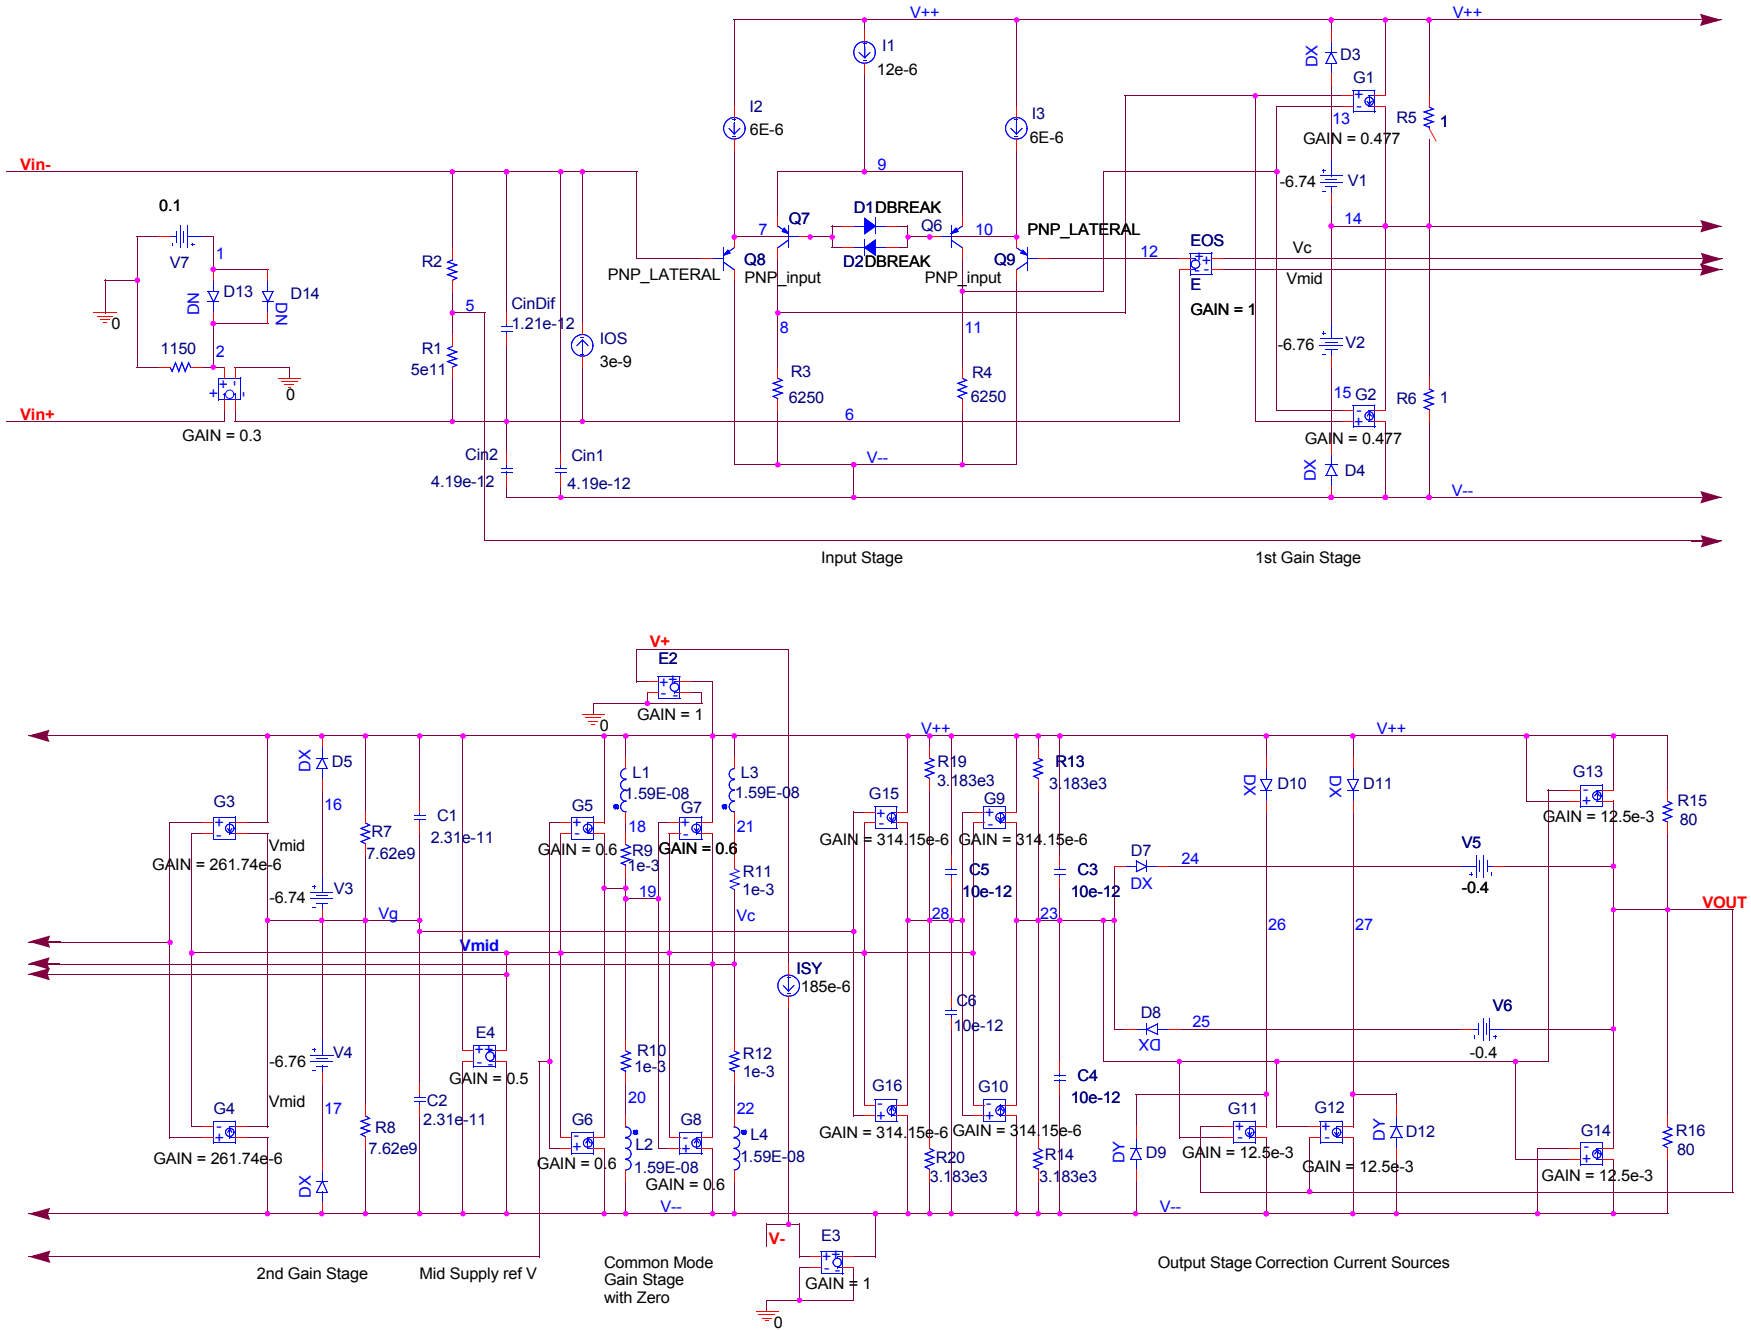 V++
V++
I1
12e-6
DX
D3
G1
I2
6E-6
I3
6E-6
R5
1
13
GAIN = 0.477
Vin-
9
-6.74
V1
0.1
V7
1
D1DBREAK
Q7
Q6
7
10
PNP_LATERAL
14
D2DBREAK
Q8
PNP_LATERAL
PNP_input
PNP_input
Q9
12
EOS
E
GAIN = 1
Vc
Vmid
R2
DN
D13
D14
DN
0
5
CinDif
1.21e-12
IOS
3e-9
8
11
1150
2
R1
5e11
0
R3
6250
R4
6250
-6.76
V2
15
G2
R6
1
GAIN = 0.477
Vin+
GAIN = 0.3
6
Cin2
4.19e-12
Cin1
4.19e-12
V--
DX
D4
V--
Input Stage
1st Gain Stage
V+
E2
GAIN = 1
0
V++
V++
DX
D5
16
G3
GAIN = 261.74e-6
Vmid
-6.74
V3
R7
7.62e9
C1
2.31e-11
Vg
Vmid
L1
1.59E-08
G5
GAIN = 0.6
18
R9
1e-3
19
G7
GAIN = 0.6
L3
1.59E-08
21
R11
1e-3
Vc
ISY
185e-6
G15
GAIN = 314.15e-6
R19
3.183e3
C5
10e-12
28
G9
GAIN = 314.15e-6
R13
3.183e3
C3
10e-12
23
D7
DX
24
V5
-0.4
DX
D10
DX
D11
26
27
G13
GAIN = 12.5e-3
R15
80
VOUT
-6.76
V4
Vmid
17
G4
GAIN = 261.74e-6
DX
R8
7.62e9
C2
2.31e-11
E4
GAIN = 0.5
R10
1e-3
20
G6
GAIN = 0.6
L2
1.59E-08
G8
GAIN = 0.6
R12
1e-3
22
L4
1.59E-08
C6
10e-12
G16
GAIN = 314.15e-6
R20
3.183e3
G10
GAIN = 314.15e-6
C4
10e-12
R14
3.183e3
D8
DX
25
V6
-0.4
DY
D9
G11
GAIN = 12.5e-3
G12
GAIN = 12.5e-3
DY
D12
G14
GAIN = 12.5e-3
R16
80
V--
V--
V-
E3
GAIN = 1
0
2nd Gain Stage
Mid Supply ref V
Common Mode
Gain Stage
with Zero
Output Stage Correction Current Sources